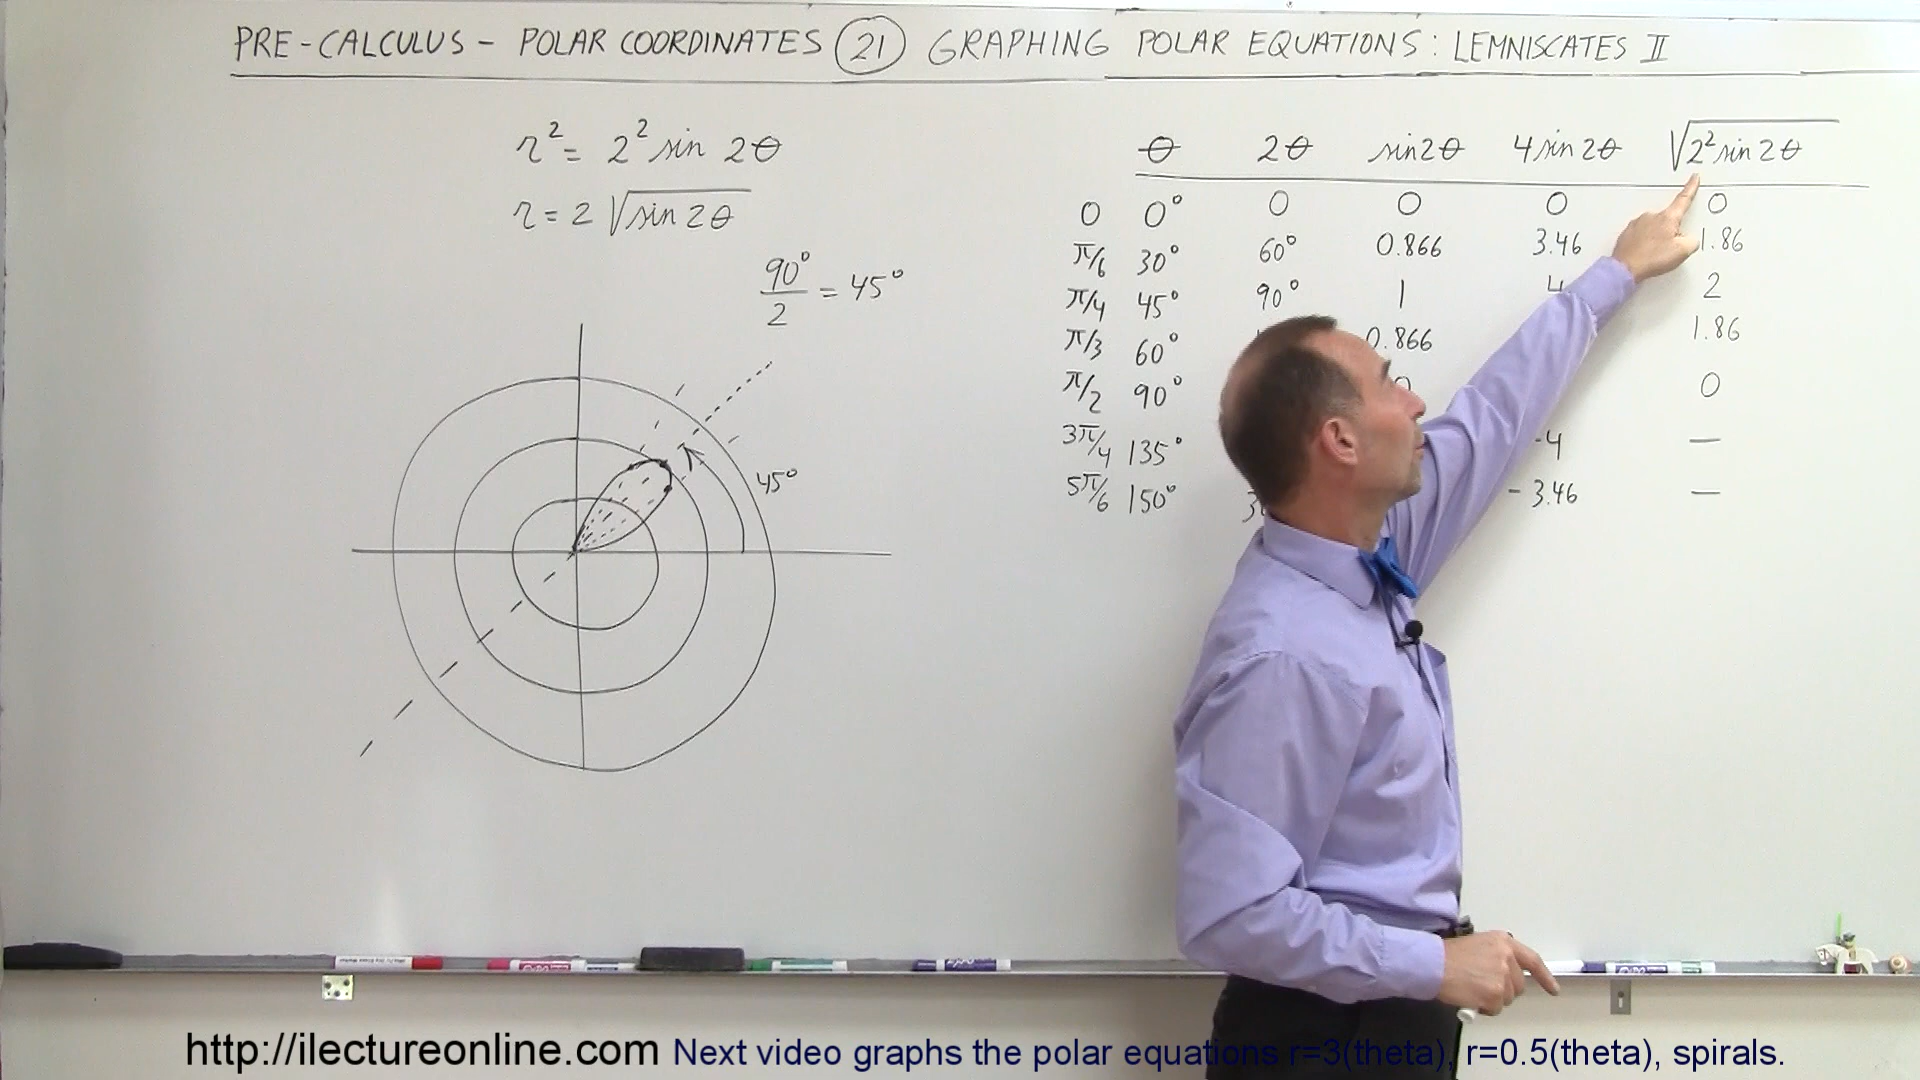 PRE-CALCULUS - POLAR COORDINATES 21 GRAPHING POLAR EQUATIONS: LEMNISCATES II
r² = 2² sin 2θ
r = 2 √sin 2θ
90°/2 = 45°
45°
θ 2θ sin2θ 4sin2θ √2²sin2θ
0 0° 0 0 0 0
π/6 30° 60° 0.866 3.46 1.86
π/4 45° 90° 1 4 2
π/3 60° 0.866 1.86
π/2 90° 0
3π/4 135° -4 —
5π/6 150° -3.46 —
http://ilectureonline.com Next video graphs the polar equations r=3(theta), r=0.5(theta), spirals.